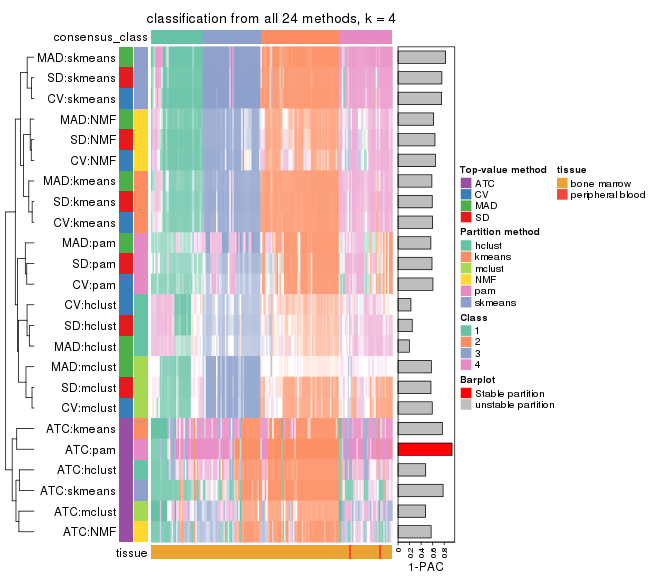 classification from all 24 methods, k = 4
consensus_class
MAD:skmeans
SD:skmeans
CV:skmeans
MAD:NMF
SD:NMF
CV:NMF
MAD:kmeans
SD:kmeans
CV:kmeans
MAD:pam
SD:pam
CV:pam
CV:hclust
SD:hclust
MAD:hclust
MAD:mclust
SD:mclust
CV:mclust
ATC:kmeans
ATC:pam
ATC:hclust
ATC:skmeans
ATC:mclust
ATC:NMF
tissue
0 0.2 0.4 0.6 0.8
1-PAC
Top-value method
ATC
CV
MAD
SD
Partition method
hclust
kmeans
mclust
NMF
pam
skmeans
Class
1
2
3
4
Barplot
Stable partition
unstable partition
tissue
bone marrow
peripheral blood